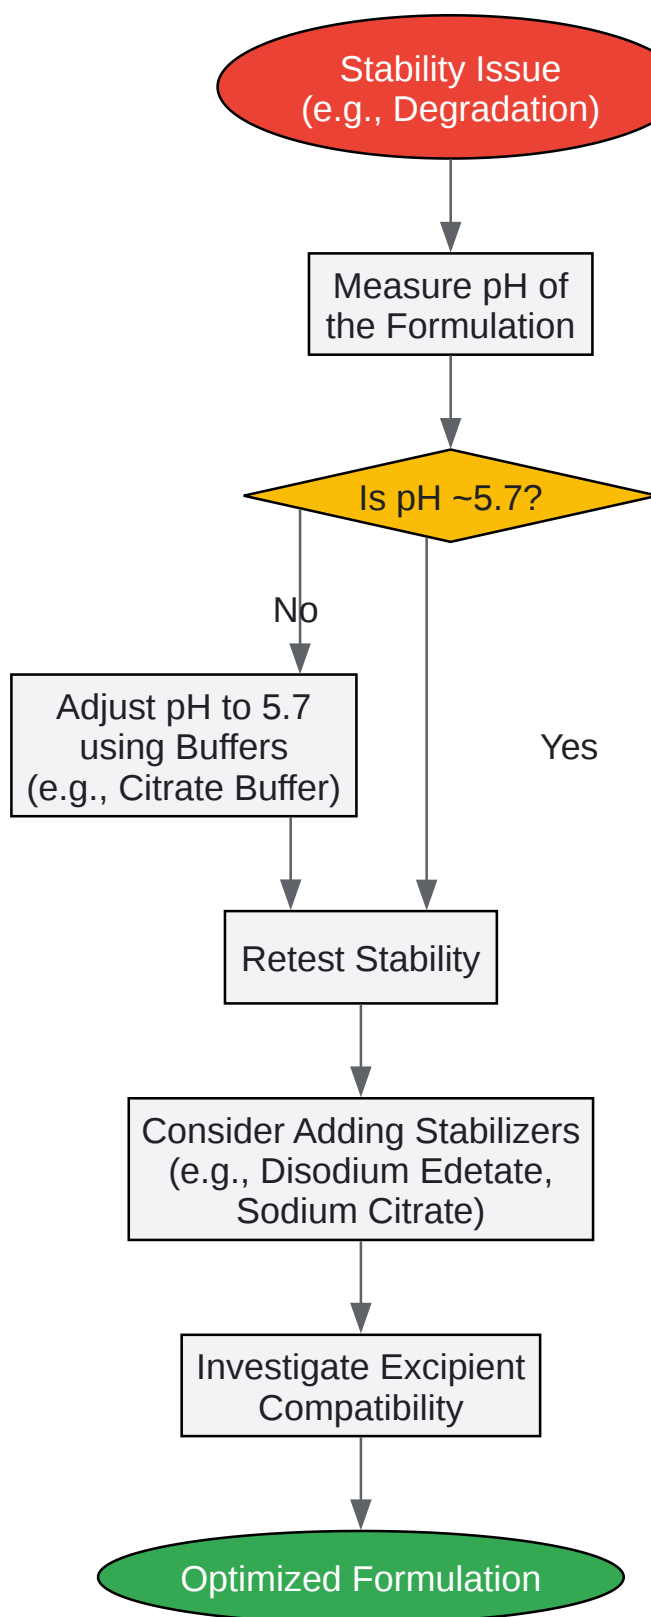 Stability Issue
(e.g., Degradation)
Measure pH of
the Formulation
Is pH ~5.7?
No
Adjust pH to 5.7
using Buffers
(e.g., Citrate Buffer)
Yes
Retest Stability
Consider Adding Stabilizers
(e.g., Disodium Edetate,
Sodium Citrate)
Investigate Excipient
Compatibility
Optimized Formulation